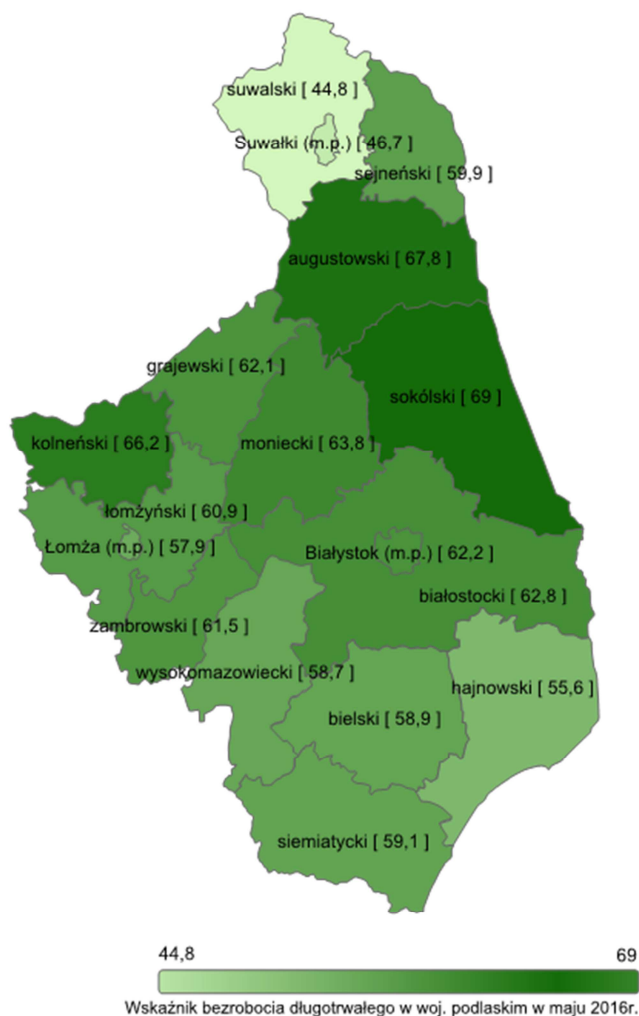 suwalski [ 44,8 ]
Suwałki (m.p.) [ 46,7 ]
sejneński [ 59,9 ]
augustowski [ 67,8 ]
grajewski [ 62,1 ]
sokólski [ 69 ]
kolneński [ 66,2 ]
moniecki [ 63,8 ]
łomżyński [ 60,9 ]
Łomża (m.p.) [ 57,9 ]
Białystok (m.p.) [ 62,2 ]
białostocki [ 62,8 ]
zambrowski [ 61,5 ]
wysokomazowiecki [ 58,7 ]
hajnowski [ 55,6 ]
bielski [ 58,9 ]
siemiatycki [ 59,1 ]
44,8
69
Wskaźnik bezrobocia długotrwałego w woj. podlaskim w maju 2016r.